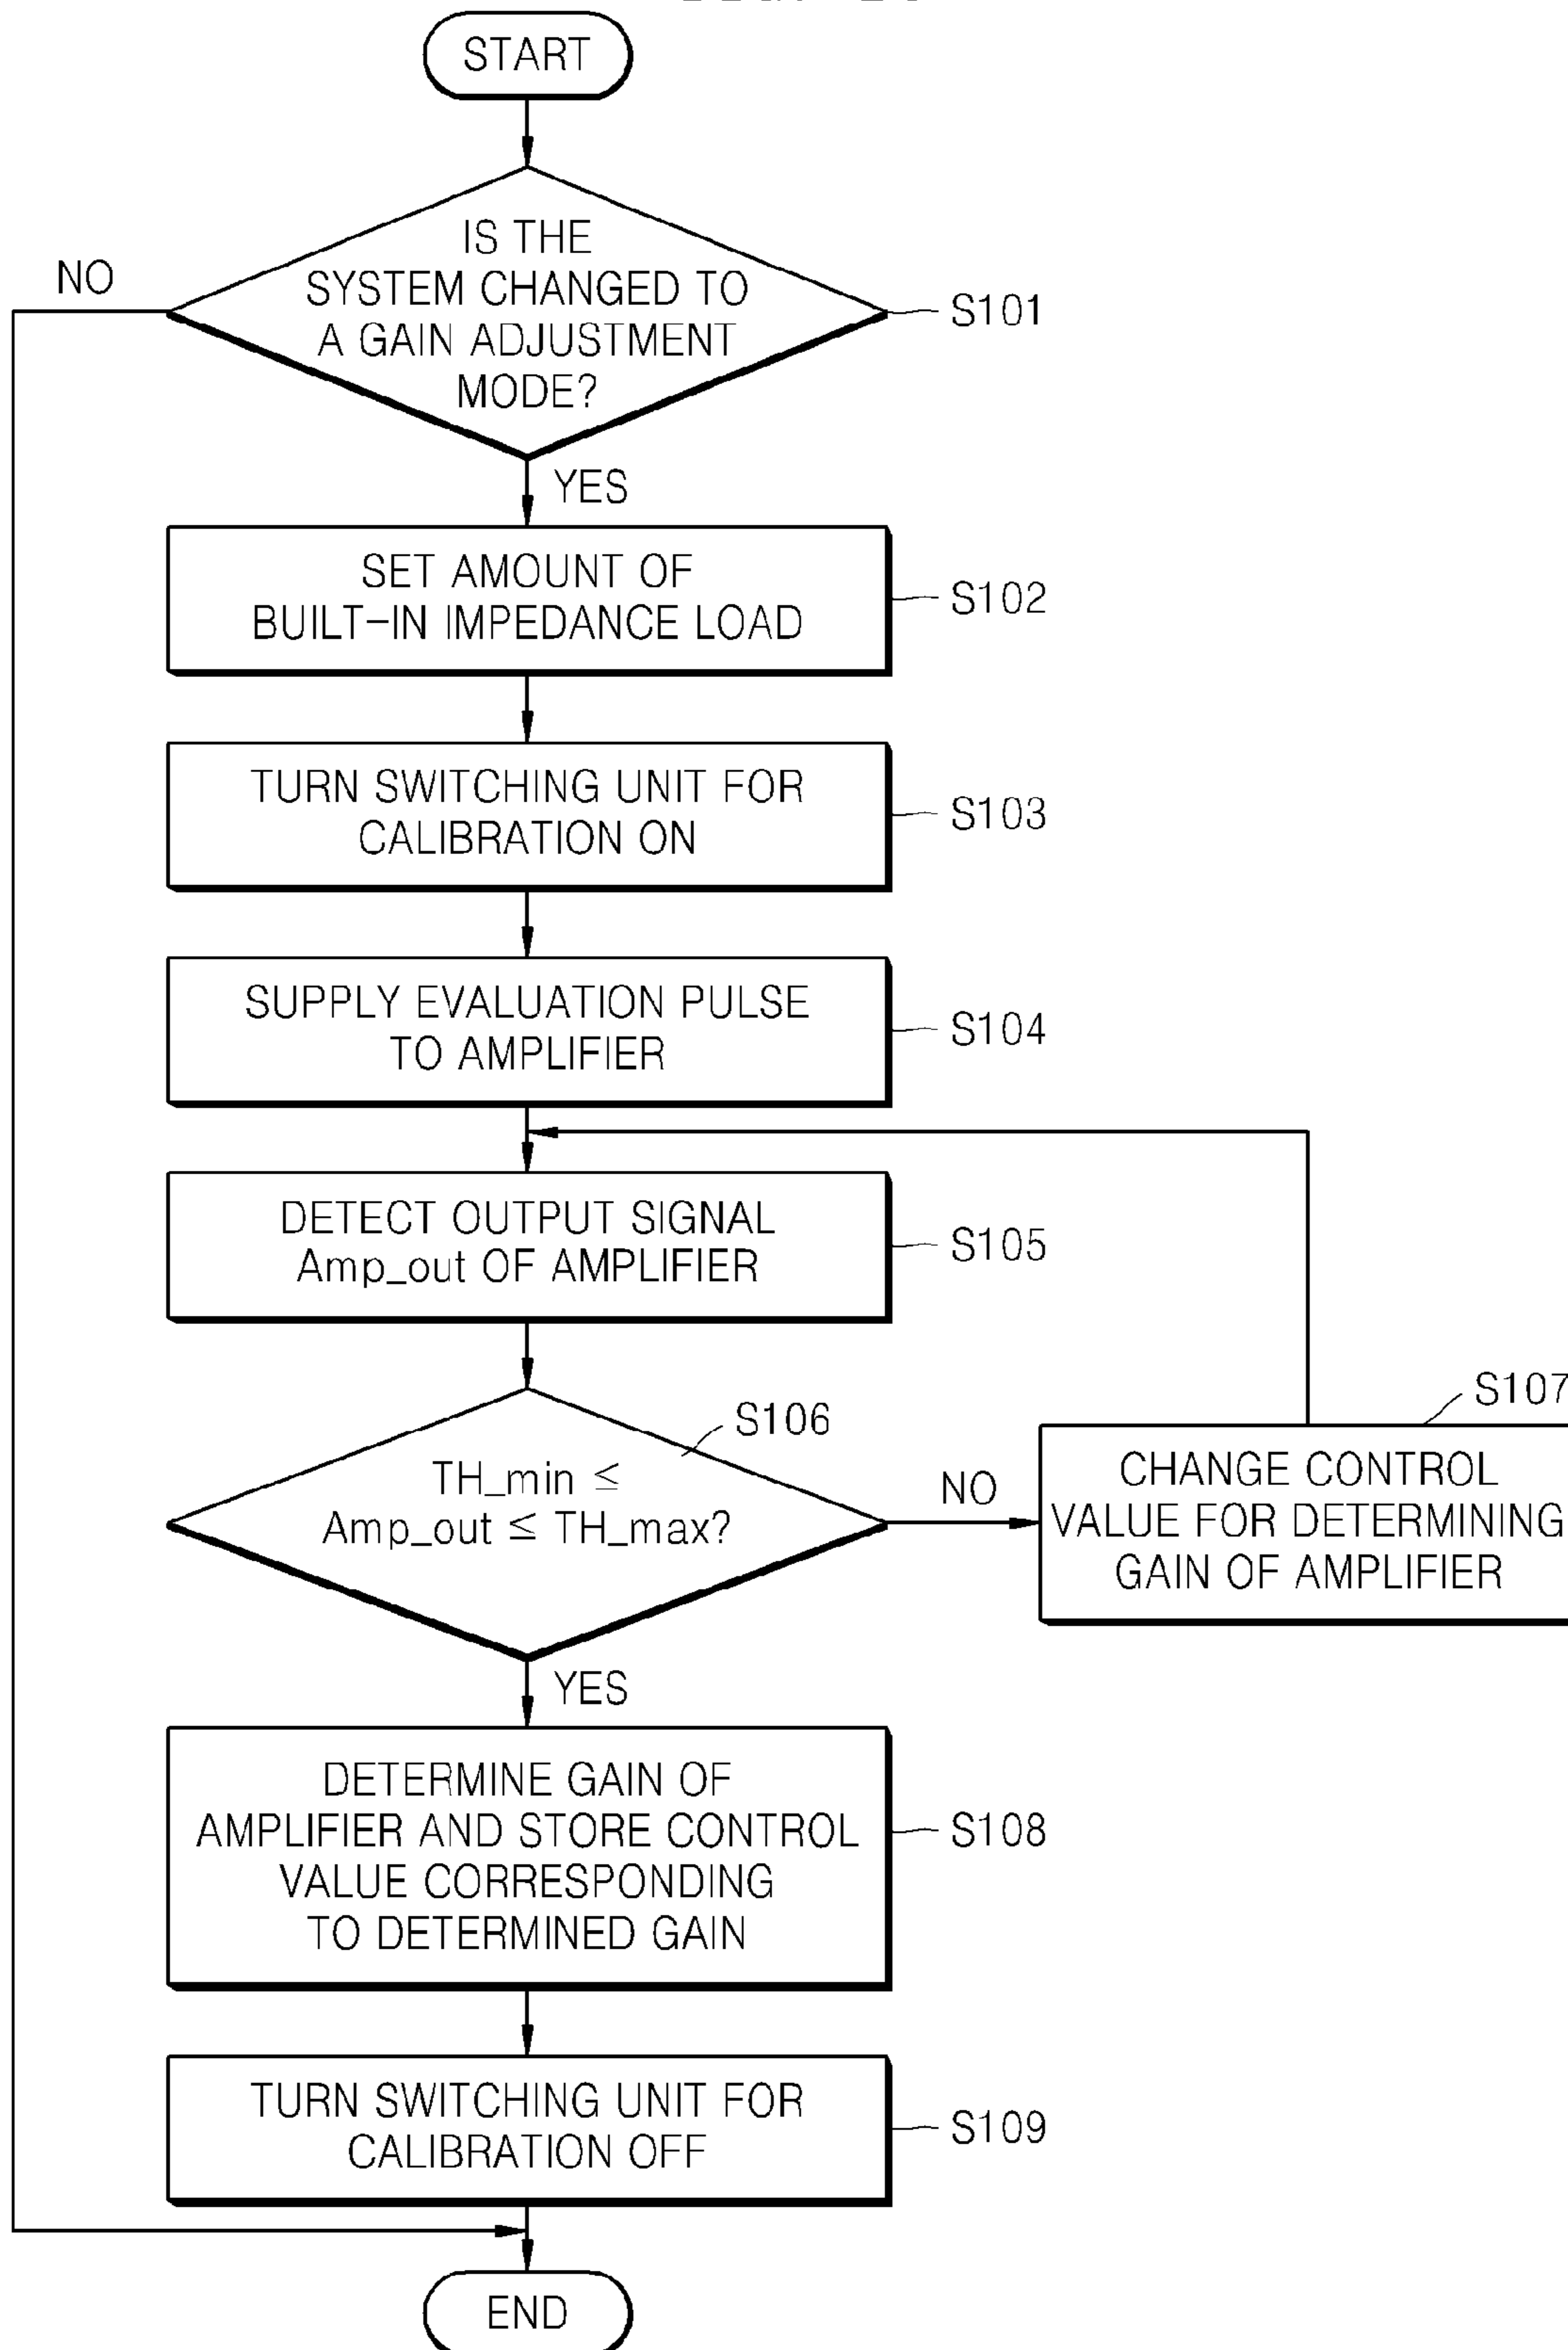 START
IS THE
SYSTEM CHANGED TO
A GAIN ADJUSTMENT
MODE?
NO
S101
YES
SET AMOUNT OF
BUILT-IN IMPEDANCE LOAD
S102
TURN SWITCHING UNIT FOR
CALIBRATION ON
S103
SUPPLY EVALUATION PULSE
TO AMPLIFIER
S104
DETECT OUTPUT SIGNAL
Amp_out OF AMPLIFIER
S105
S106
TH_min ≤
Amp_out ≤ TH_max?
NO
S107
CHANGE CONTROL
VALUE FOR DETERMINING
GAIN OF AMPLIFIER
YES
DETERMINE GAIN OF
AMPLIFIER AND STORE CONTROL
VALUE CORRESPONDING
TO DETERMINED GAIN
S108
TURN SWITCHING UNIT FOR
CALIBRATION OFF
S109
END